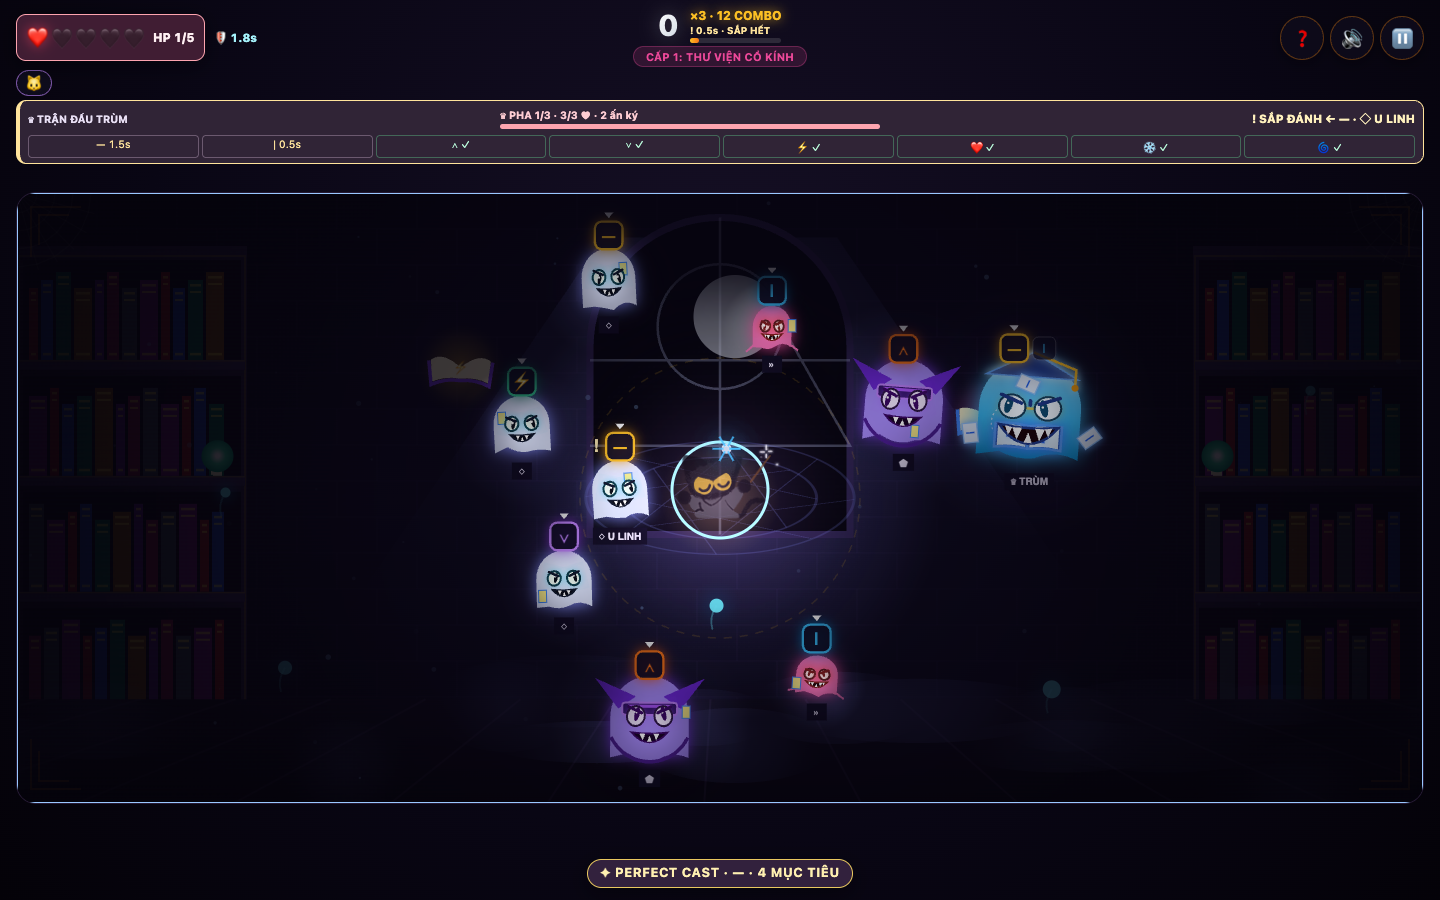 HP 1/5
1.8s
0
×3 · 12 COMBO
! 0.5s · SẮP HẾT
CẤP 1: THƯ VIỆN CỔ KÍNH
♛ TRẬN ĐẤU TRÙM
♛ PHA 1/3 · 3/3 ♥ · 2 ấn ký
! SẮP ĐÁNH ← — · ◇ U LINH
— 1.5s
| 0.5s
˄ ✓
˅ ✓
⚡ ✓
❤️ ✓
❄️ ✓
🌀 ✓
!
◇ U LINH
♛ TRÙM
✦ PERFECT CAST · — · 4 MỤC TIÊU